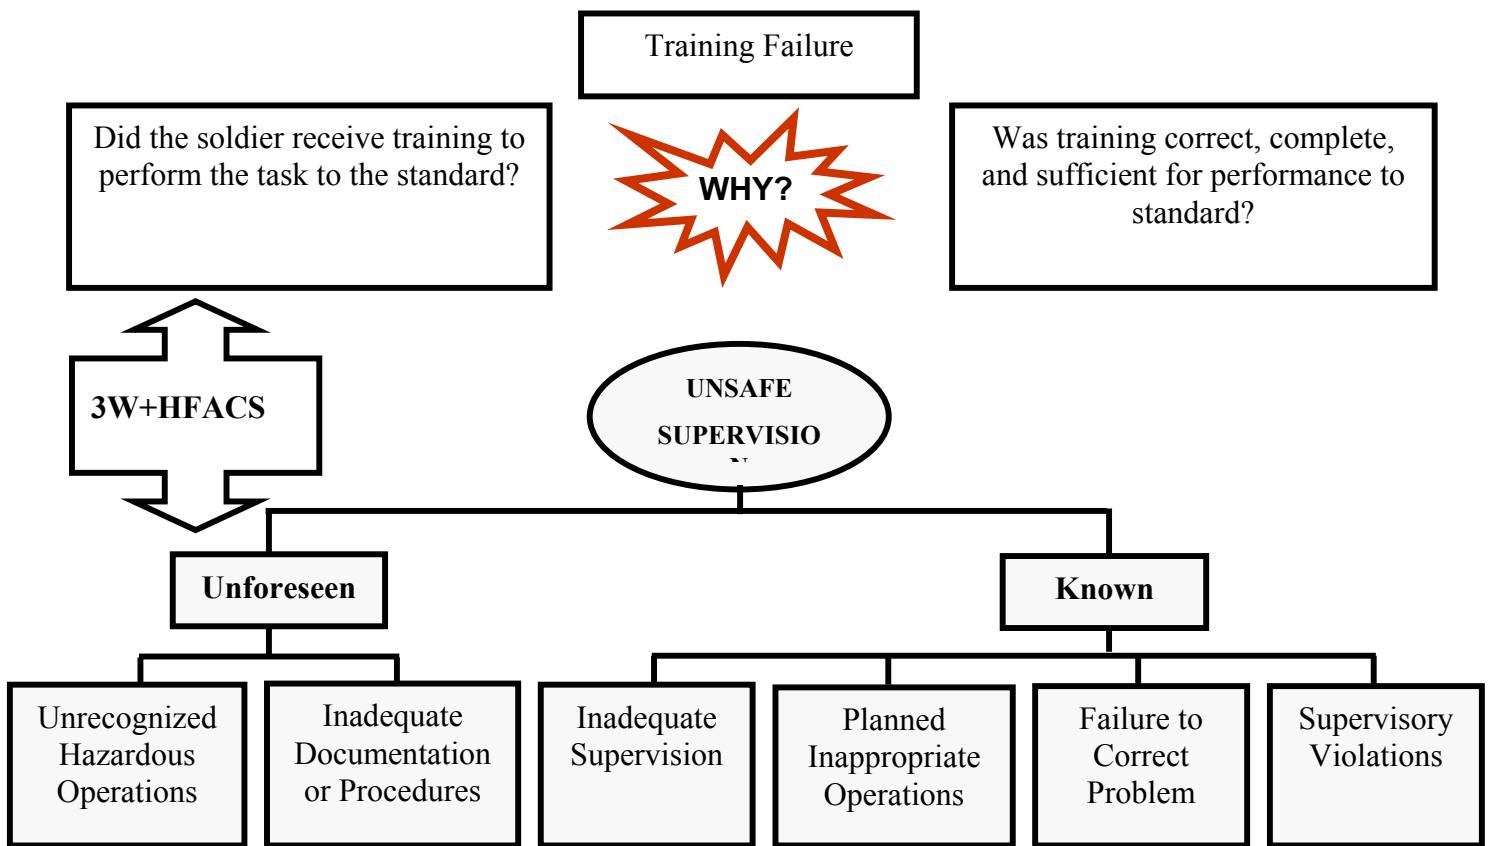 Training Failure
Did the soldier receive training to
perform the task to the standard?
WHY?
Was training correct, complete,
and sufficient for performance to
standard?
3W+HFACS
UNSAFE
SUPERVISIO
N
Unforeseen
Known
Unrecognized
Hazardous
Operations
Inadequate
Documentation
or Procedures
Inadequate
Supervision
Planned
Inappropriate
Operations
Failure to
Correct
Problem
Supervisory
Violations